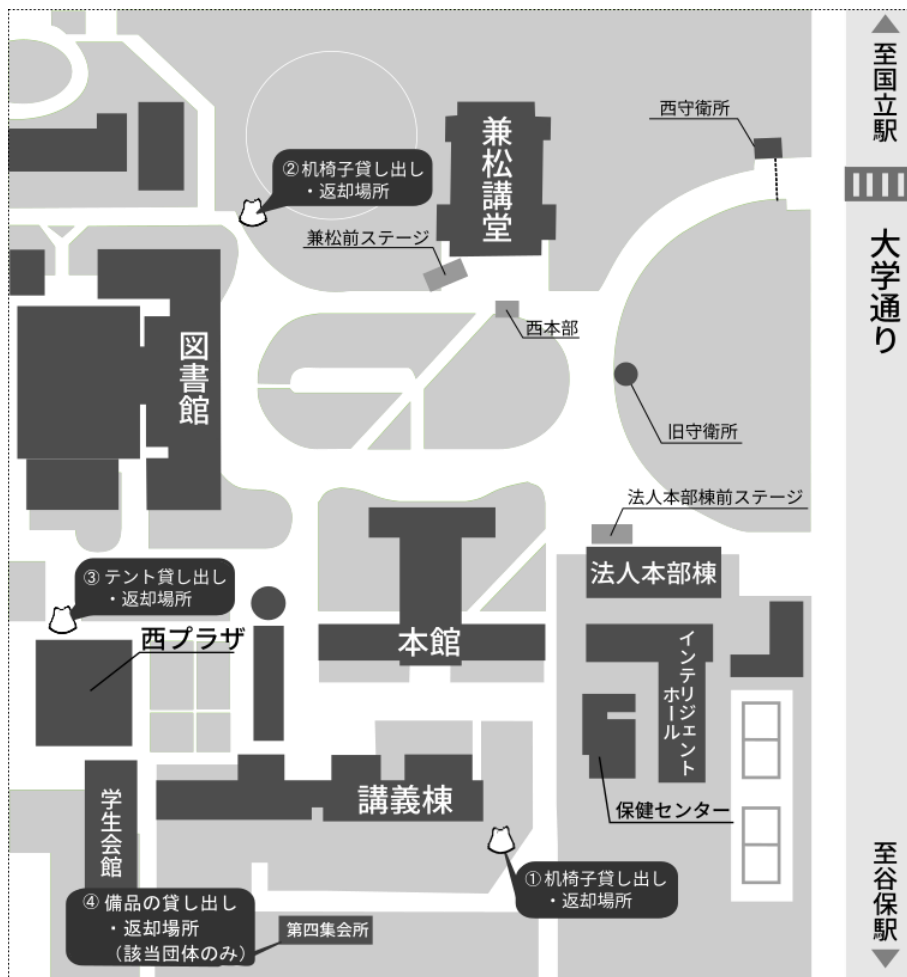 至国立駅
西守衛所
兼松講堂
② 机椅子貸し出し
・返却場所
兼松前ステージ
大学通り
西本部
図書館
旧守衛所
法人本部棟前ステージ
法人本部棟
③ テント貸し出し
・返却場所
西プラザ
本館
インテリジェント
ホール
講義棟
学生会館
保健センター
① 机椅子貸し出し
・返却場所
④ 備品の貸し出し
・返却場所
（該当団体のみ）
第四集会所
至谷保駅